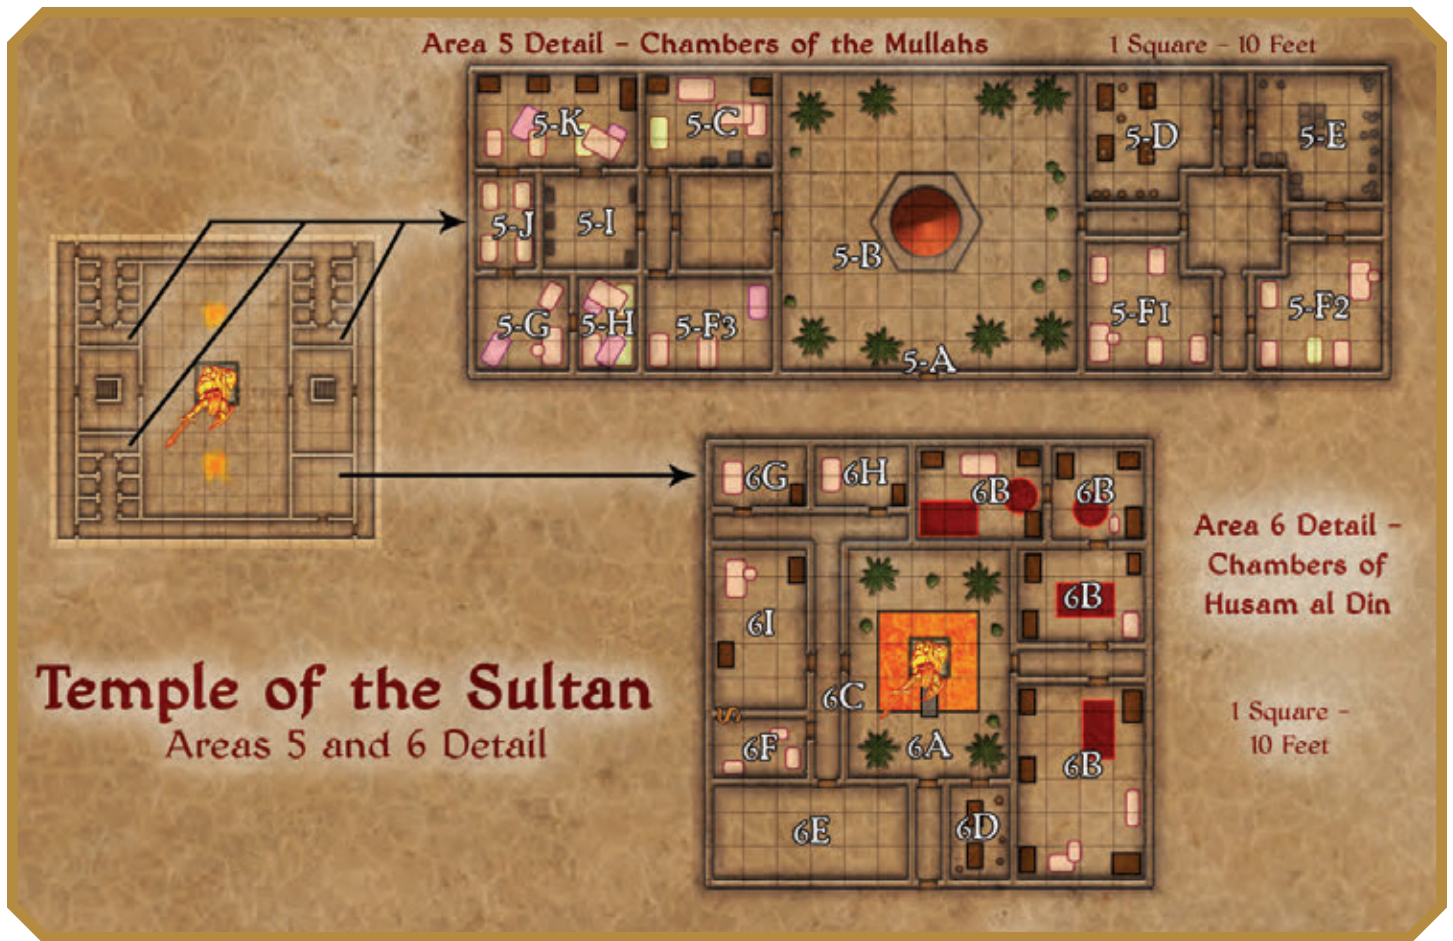 Area 5 Detail – Chambers of the Mullahs
1 Square – 10 Feet
5-K
5-C
5-D
5-E
5-J
5-I
5-B
5-G
5-H
5-F3
5-F1
5-F2
5-A
6G
6H
6B
6B
Area 6 Detail –
Chambers of
Husam al Din
6B
6I
6C
6A
6F
6B
6E
6D
1 Square –
10 Feet
Temple of the Sultan
Areas 5 and 6 Detail